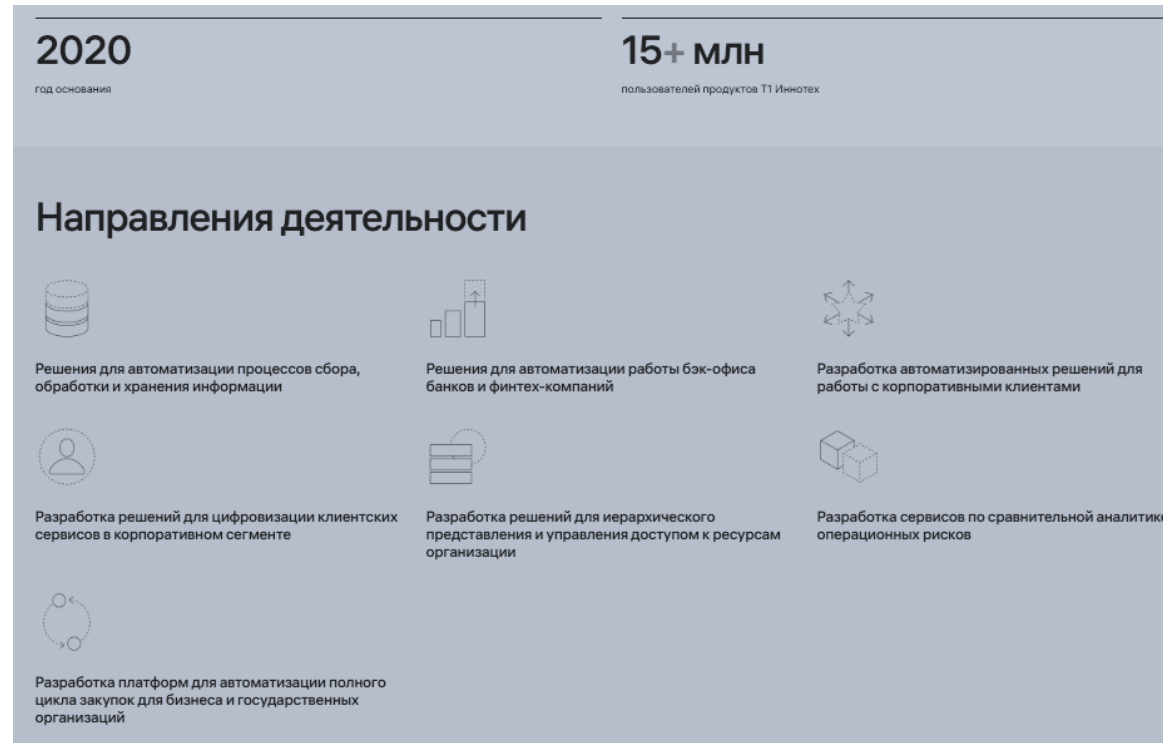 2020
15+ млн
год основания
пользователей продуктов Т1 Иннотех
Направления деятельности
Решения для автоматизации процессов сбора,
обработки и хранения информации
Решения для автоматизации работы бэк-офиса
банков и финтех-компаний
Разработка автоматизированных решений для
работы с корпоративными клиентами
Разработка решений для цифровизации клиентских
сервисов в корпоративном сегменте
Разработка решений для иерархического
представления и управления доступом к ресурсам
организации
Разработка сервисов по сравнительной аналитике
операционных рисков
Разработка платформ для автоматизации полного
цикла закупок для бизнеса и государственных
организаций